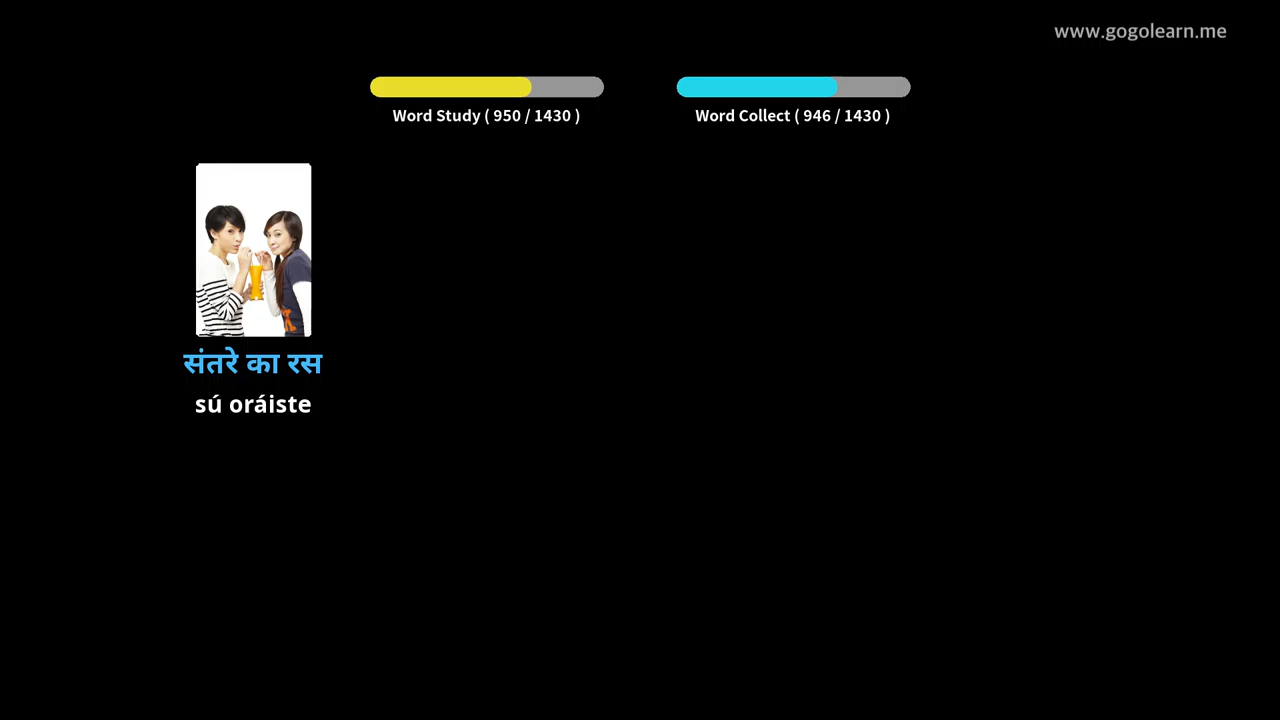 www.gogolearn.me
Word Study ( 950 / 1430 )
Word Collect ( 946 / 1430 )
संतरे का रस
sú oráiste